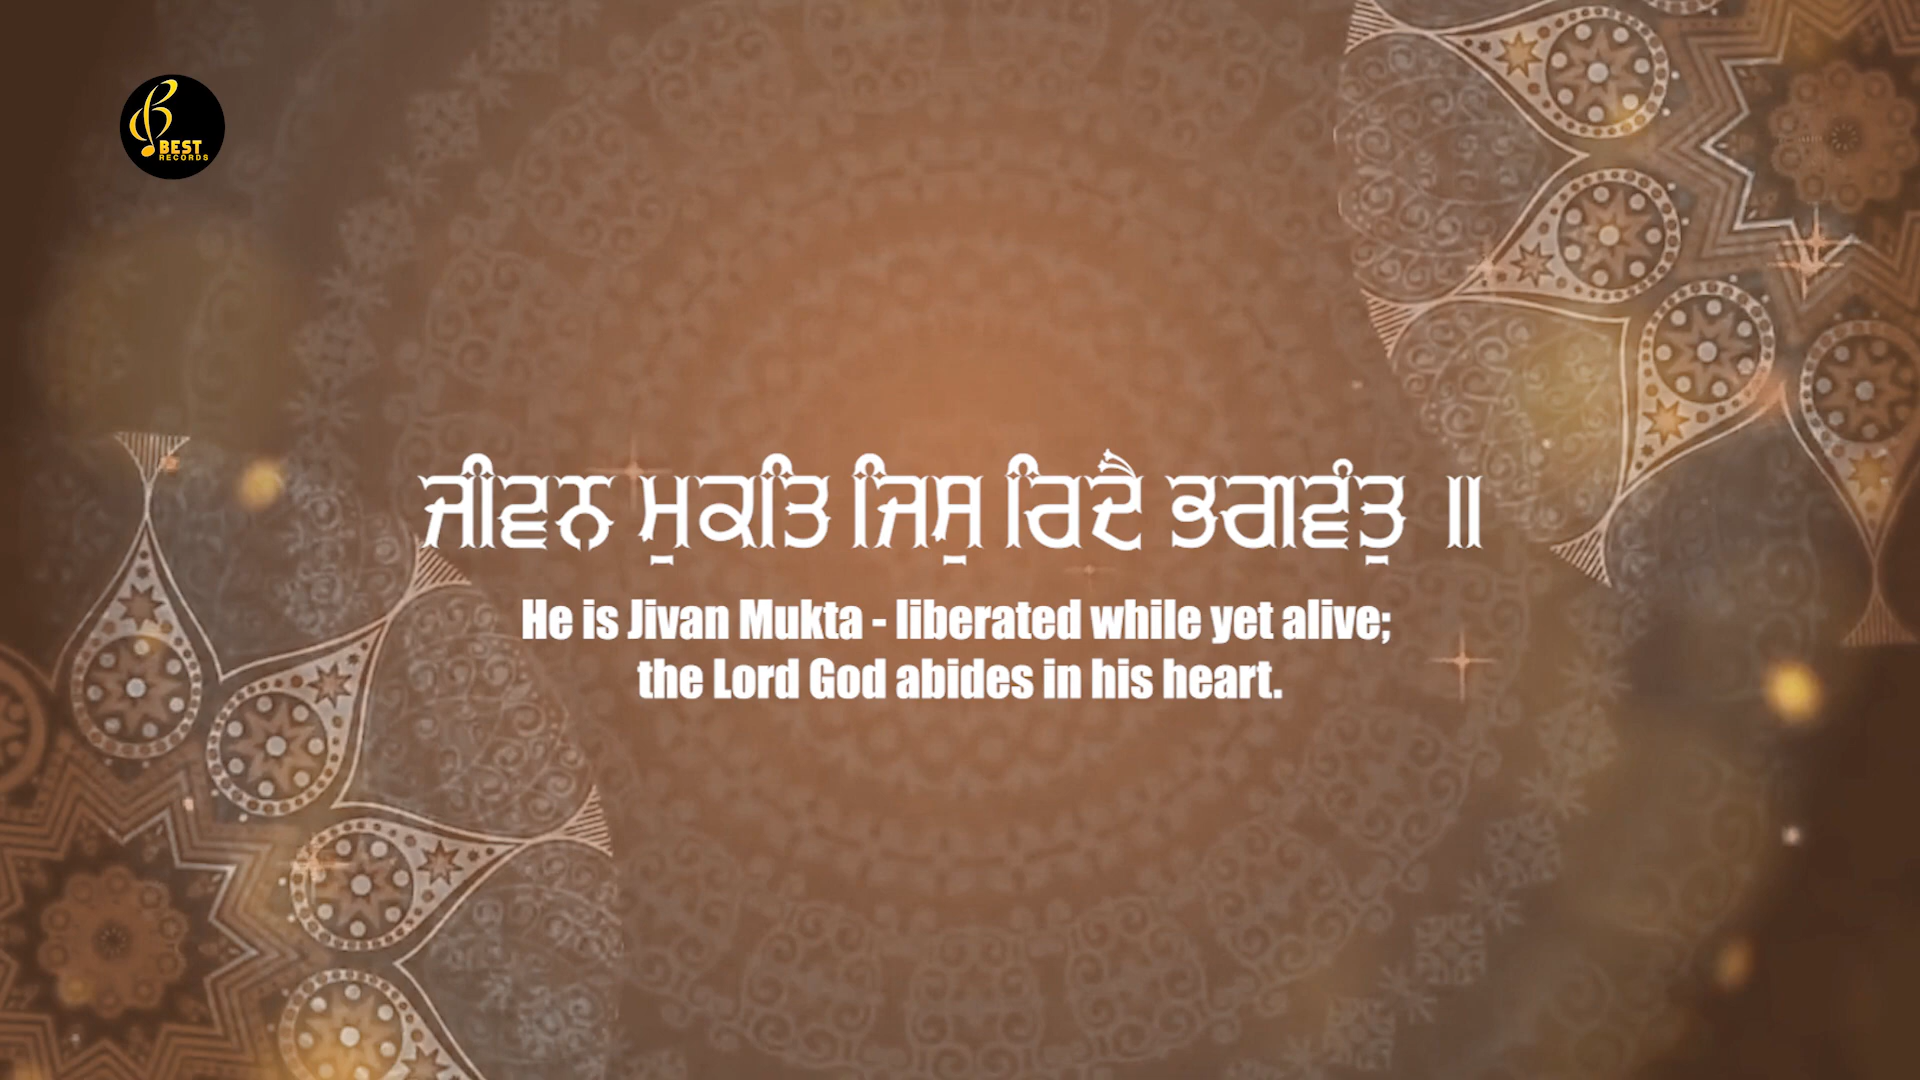 BEST
RECORDS
ਜੀਵਨ ਮੁਕਤਿ ਜਿਸੁ ਰਿਦੈ ਭਗਵੰਤੁ ॥
He is Jivan Mukta - liberated while yet alive;
the Lord God abides in his heart.